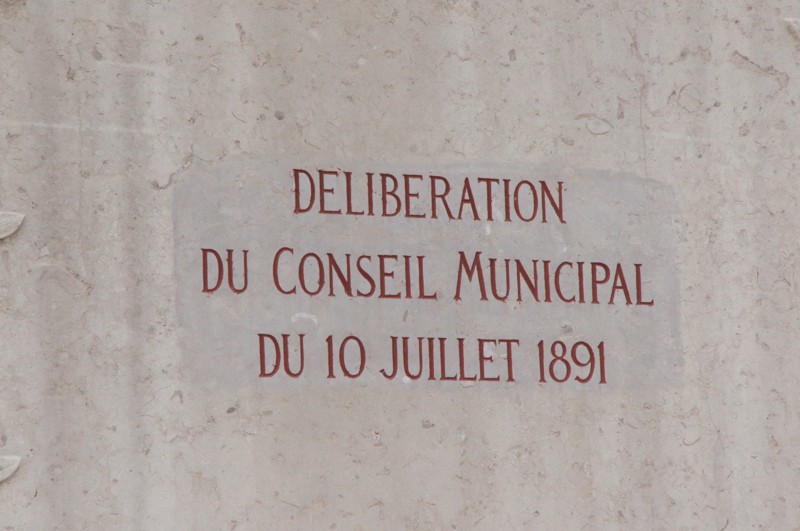 DELIBERATION
DU CONSEIL MUNICIPAL
DU 10 JUILLET 1891